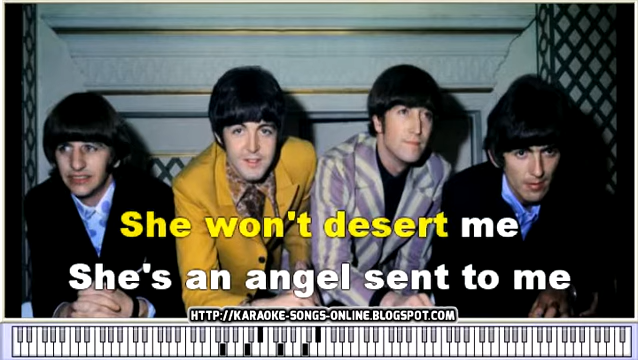 She won't desert me
She's an angel sent to me
HTTP://KARAOKE-SONGS-ONLINE.BLOGSPOT.COM